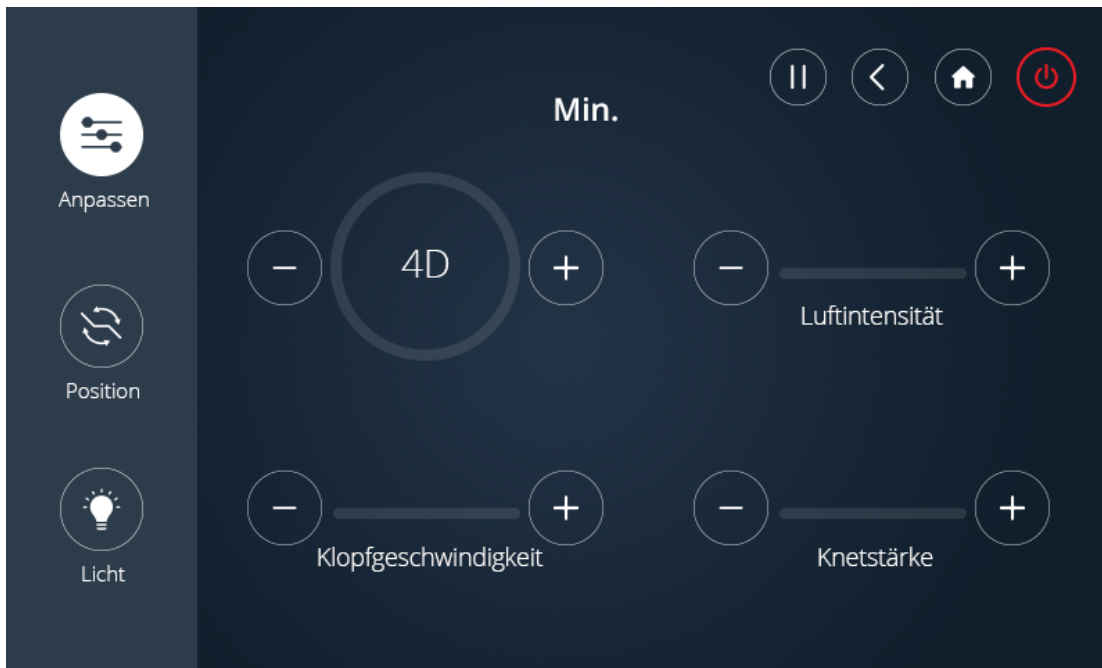 Min.
Anpassen
4D
Luftintensität
Position
Klopfgeschwindigkeit
Knetstärke
Licht